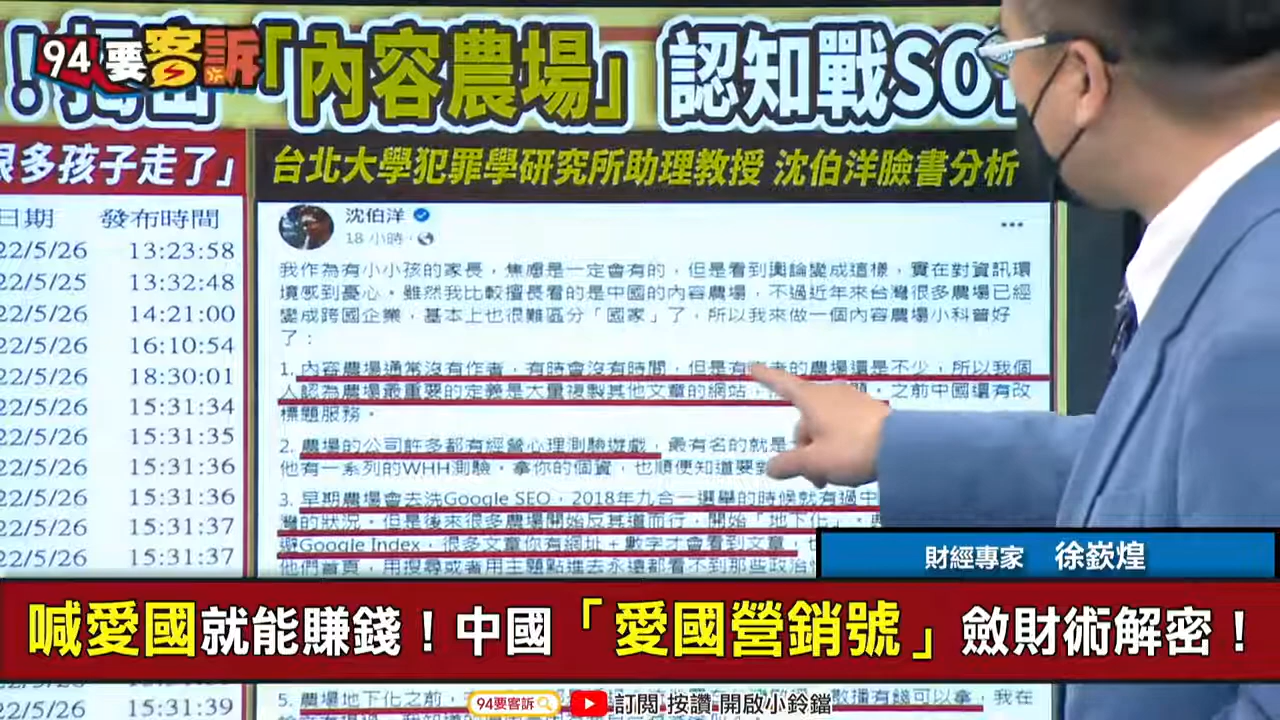 94要客訴
「內容農場」認知戰SO
很多孩子走了」
台北大學犯罪學研究所助理教授 沈伯洋臉書分析
日期 發布時間
22/5/26 13:23:58
22/5/25 13:32:48
22/5/26 14:21:00
22/5/26 16:10:54
22/5/26 18:30:01
22/5/26 15:31:34
22/5/26 15:31:35
22/5/26 15:31:36
22/5/26 15:31:36
22/5/26 15:31:37
22/5/26 15:31:37
沈伯洋
18 小時
我作為有小小孩的家長，焦慮是一定會有的，但是看到輿論變成這樣，實在對資訊環
境感到憂心。雖然我比較擅長看的是中國的內容農場，不過近年來台灣很多農場已經
變成跨國企業，基本上也很難區分「國家」了，所以我來做一個內容農場小科普好
了：
1. 內容農場通常沒有作者，有時會沒有時間，但是有 的農場還是不少，所以我個
人認為農場最重要的定義是大量複製其他文章的網站， 之前中國還有改
標題服務。
2. 農場的公司許多都有經營心理測驗遊戲，最有名的就是
他有一系列的WHH測驗。拿你的個資，也順便知道要對
3. 早期農場會去洗Google SEO，2018年九合一選舉的時候就有過中
灣的狀況。但是後來很多農場開始反其道而行，開始「地下化」。
避Google Index，很多文章你有網址+數字才會看到文章，
他們首頁，用搜尋或者用主題點進去永遠都看不到那些政治
財經專家 徐嶔煌
喊愛國就能賺錢！中國「愛國營銷號」斂財術解密！
22/5/26 15:31:39
5. 農場地下化之前，
散播有錢可以拿，我在
94要客訴 訂閱 按讚 開啟小鈴鐺